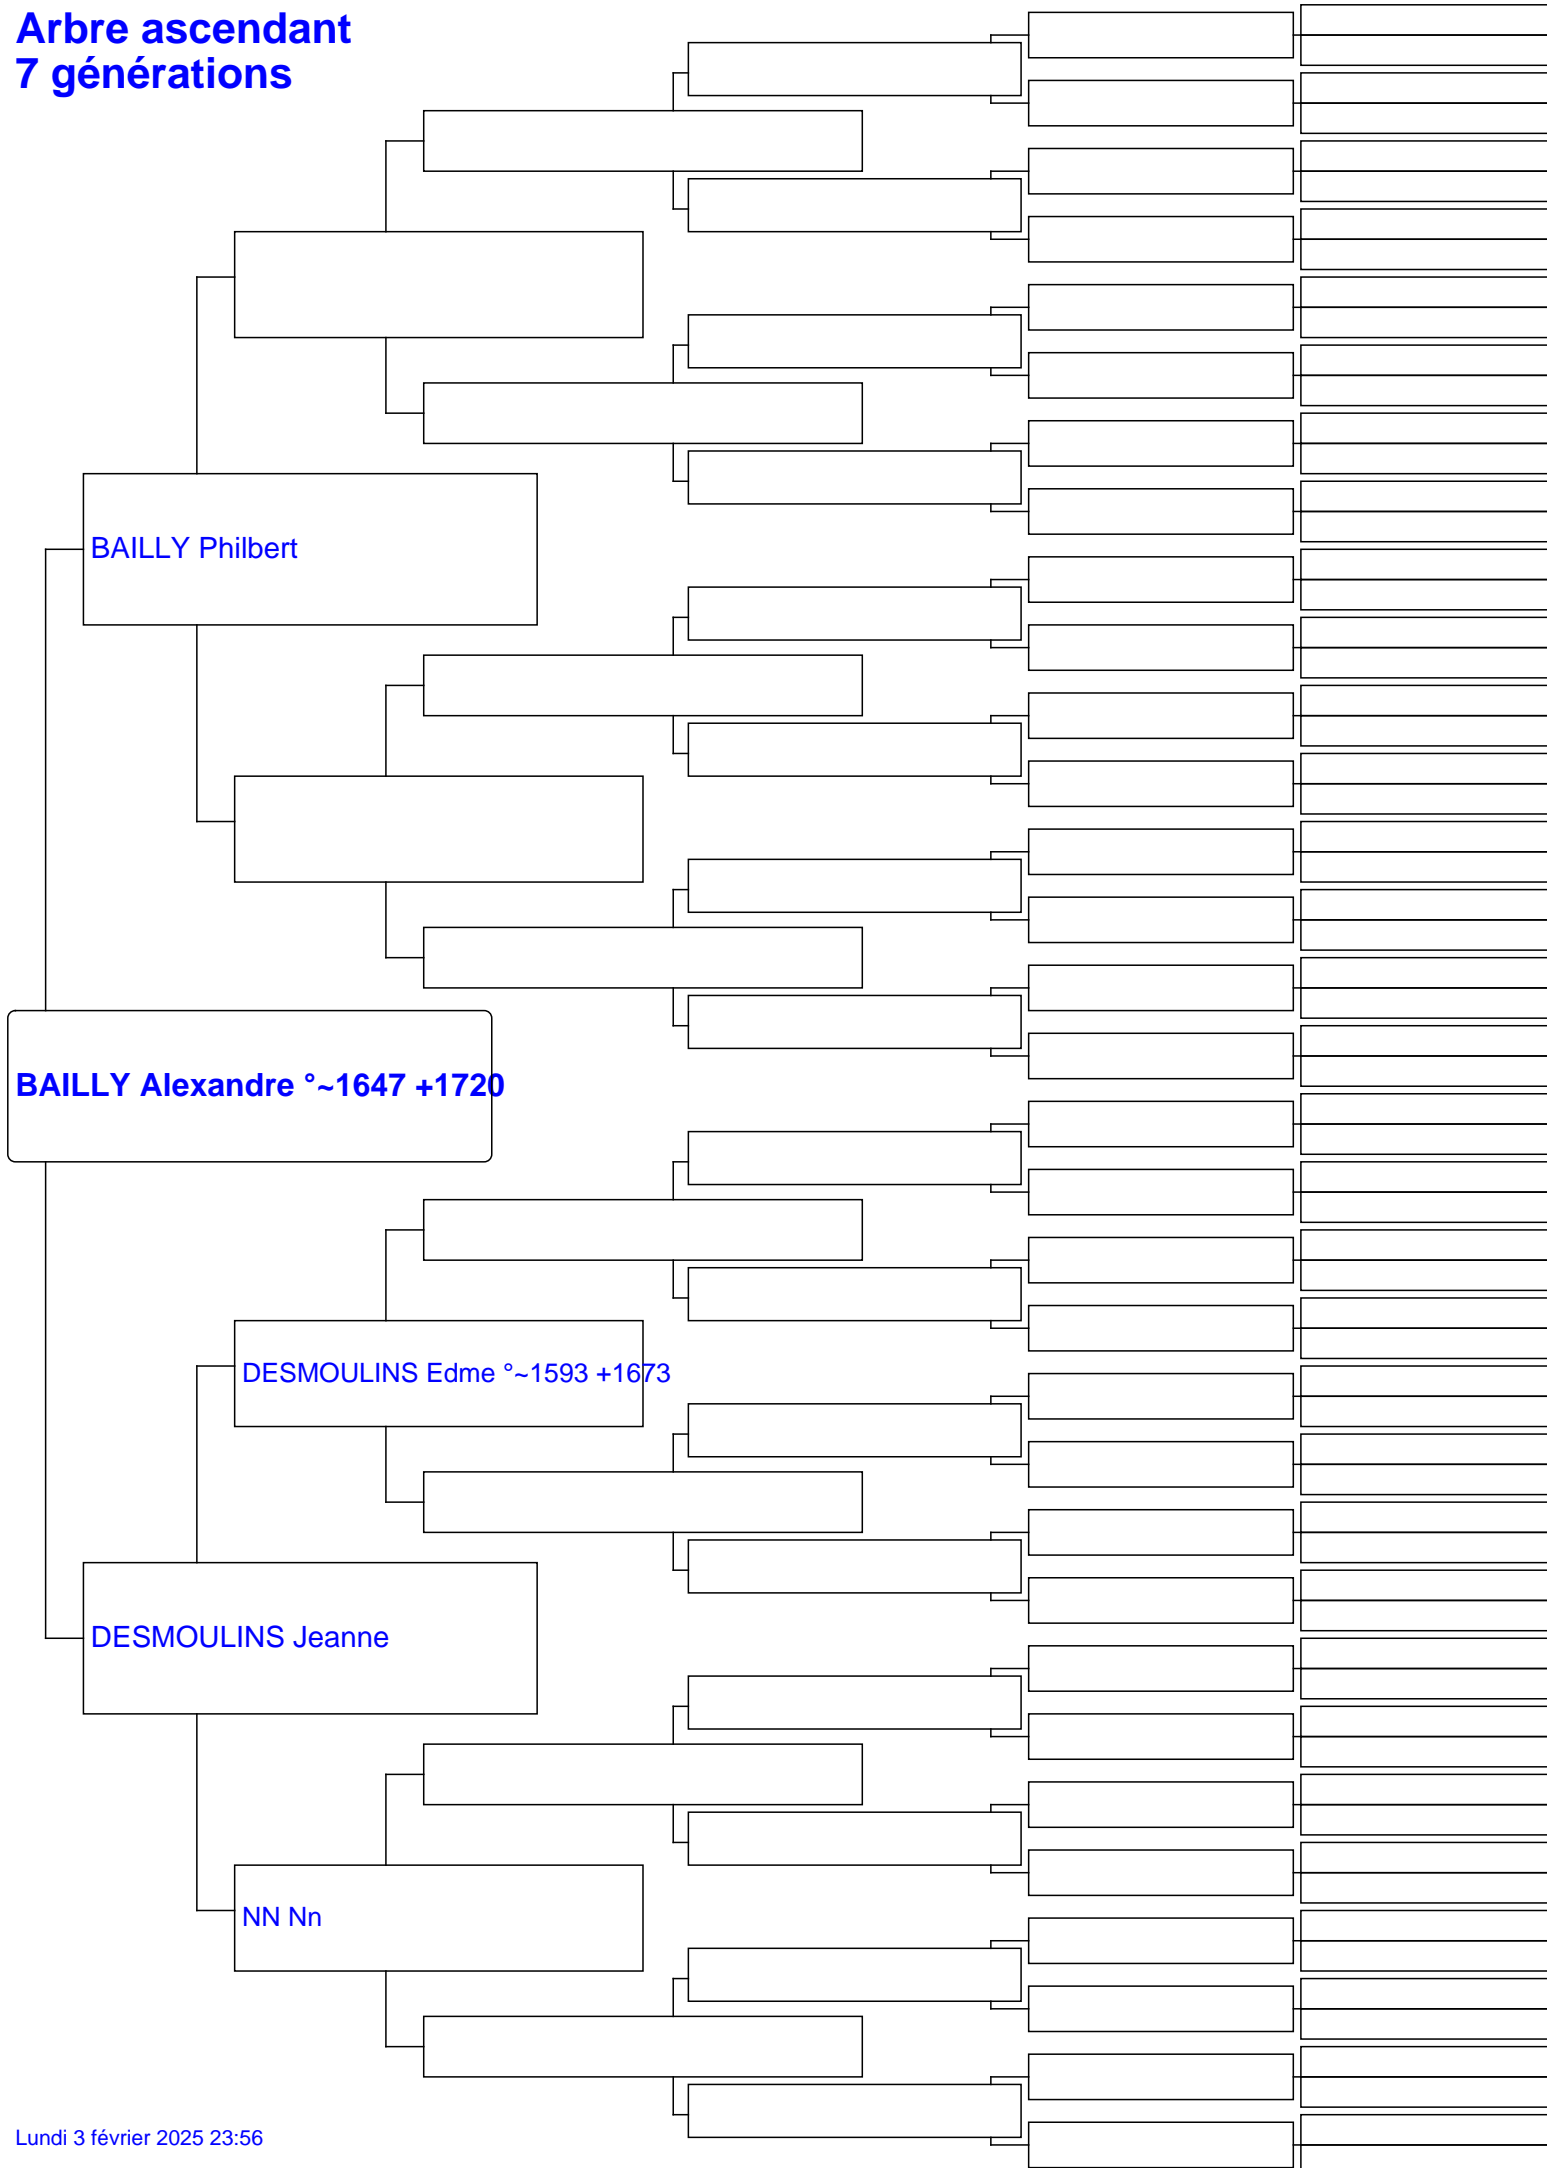 Arbre ascendant
7 générations
BAILLY Philbert
BAILLY Alexandre °~1647 +1720
DESMOULINS Edme °~1593 +1673
DESMOULINS Jeanne
NN Nn
Lundi 3 février 2025 23:56